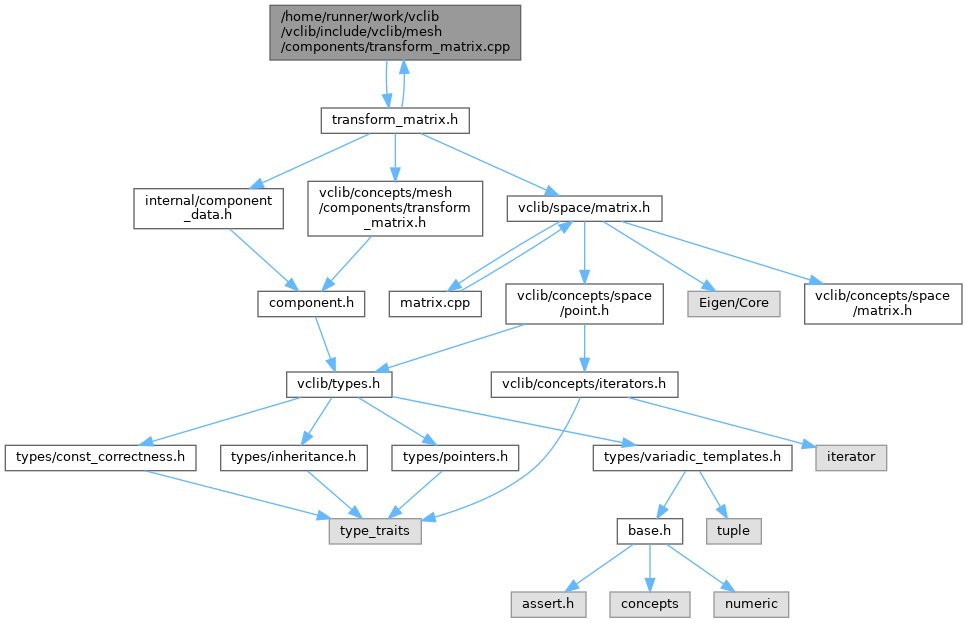 /home/runner/work/vclib
/vclib/include/vclib/mesh
/components/transform_matrix.cpp
transform_matrix.h
internal/component
_data.h
vclib/concepts/mesh
/components/transform
_matrix.h
vclib/space/matrix.h
component.h
matrix.cpp
vclib/concepts/space
/point.h
Eigen/Core
vclib/concepts/space
/matrix.h
vclib/types.h
vclib/concepts/iterators.h
types/const_correctness.h
types/inheritance.h
types/pointers.h
types/variadic_templates.h
iterator
type_traits
base.h
tuple
assert.h
concepts
numeric